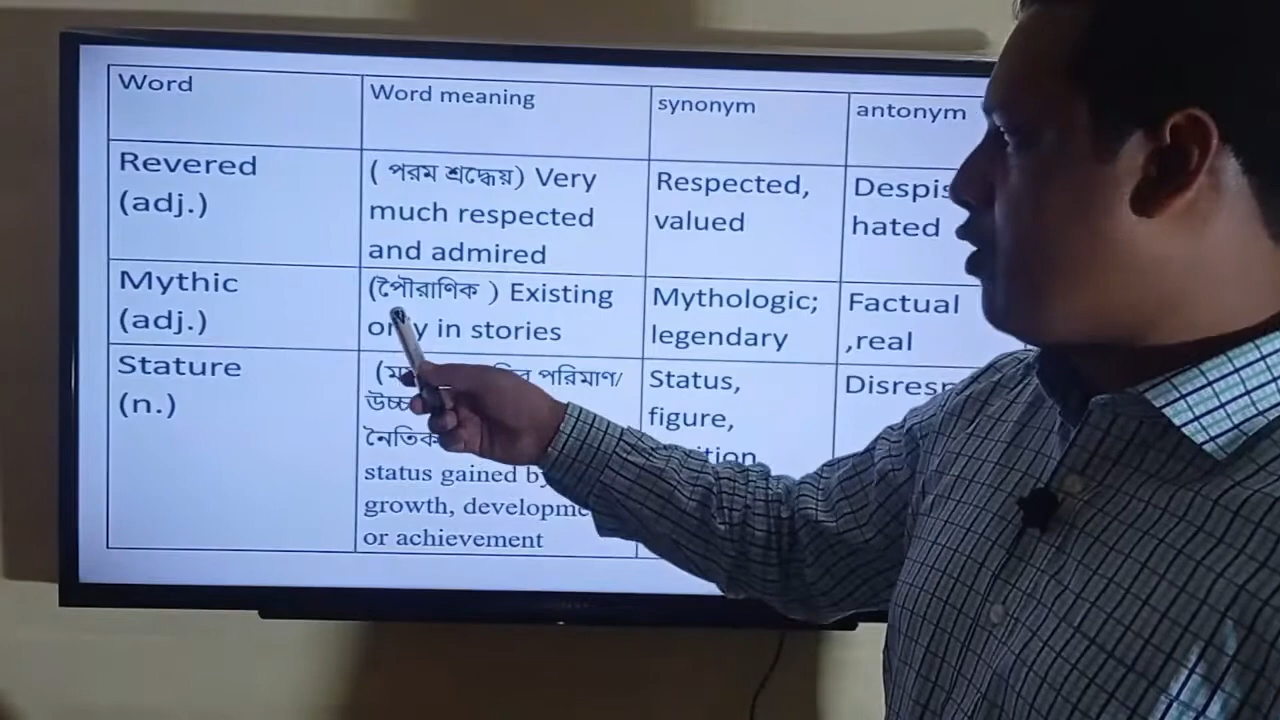 Word
Word meaning
synonym
antonym
Revered
(adj.)
( পরম শ্রদ্ধেয়) Very
much respected
and admired
Respected,
valued
hated
Mythic
(adj.)
(পৌরাণিক ) Existing
in stories
Mythologic;
legendary
Factual
,real
Stature
(n.)
পরিমাণ/
status gained by
growth,
or achievement
Status,
figure,